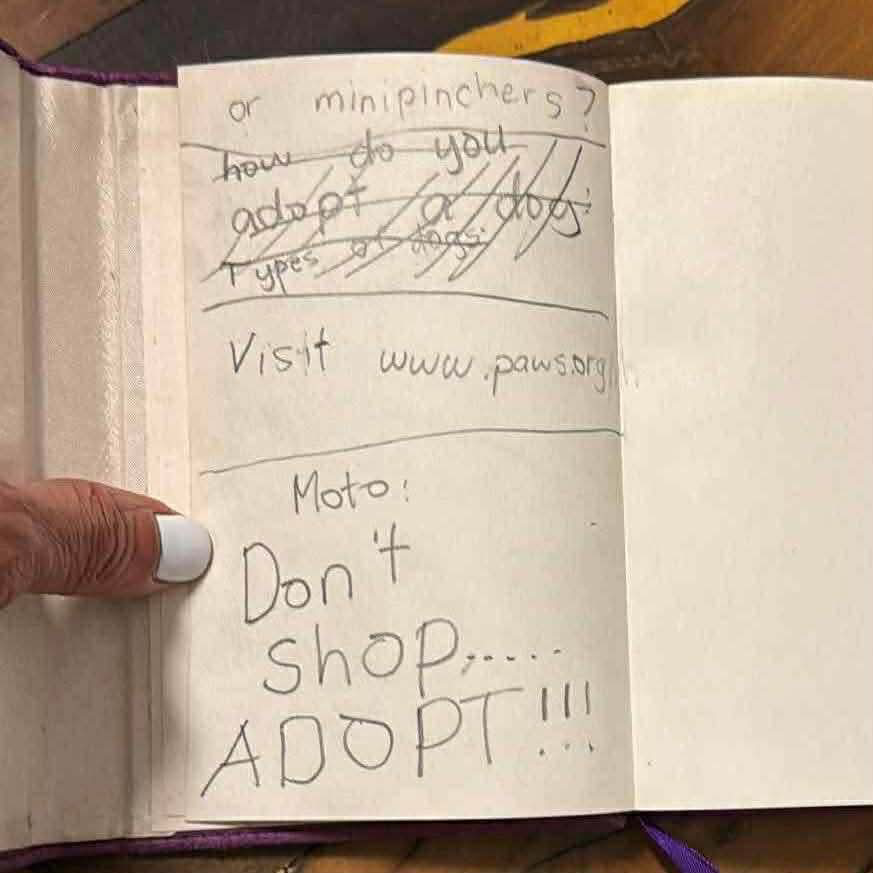 or minipinchers?
how do you
adopt a dog:
Types of dogs:
Visit www.paws.org
Moto:
Don't
shop.....
ADOPT!!!